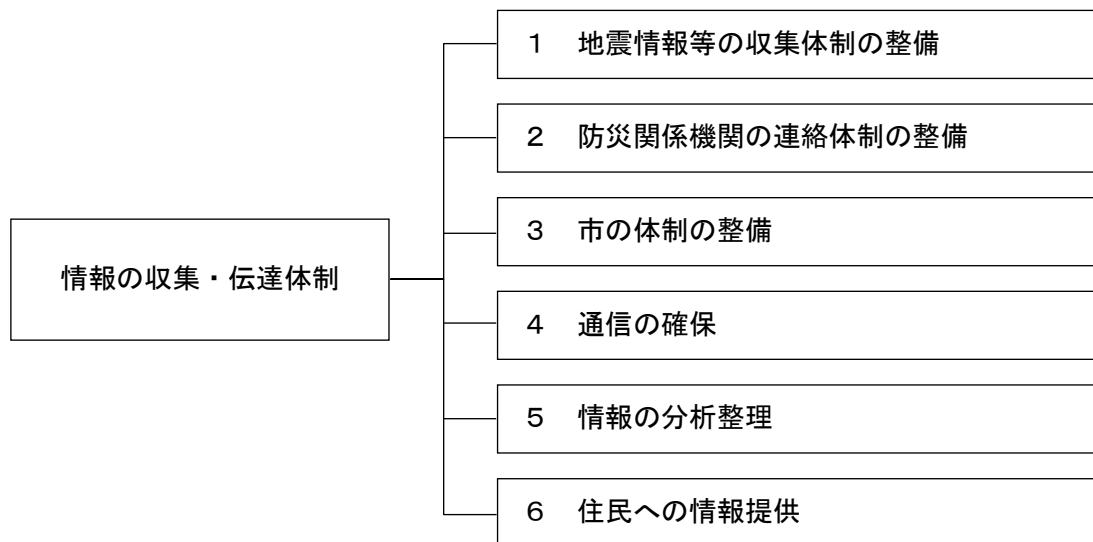 １　地震情報等の収集体制の整備
２　防災関係機関の連絡体制の整備
３　市の体制の整備
情報の収集・伝達体制
４　通信の確保
５　情報の分析整理
６　住民への情報提供